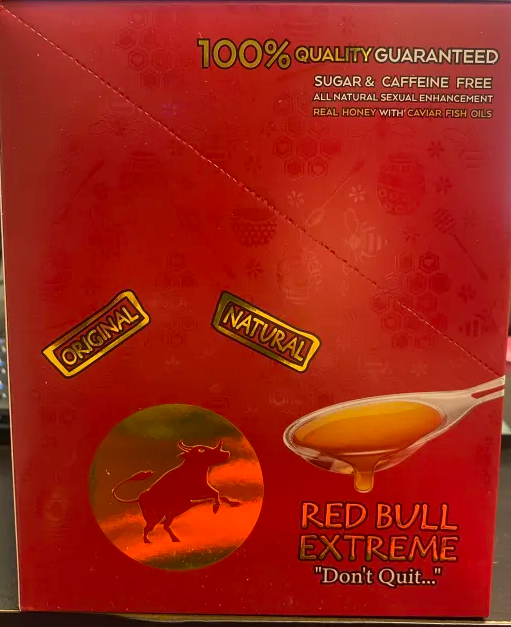 100% QUALITY GUARANTEED
SUGAR & CAFFEINE FREE
ALL NATURAL SEXUAL ENHANCEMENT
REAL HONEY WITH CAVIAR FISH OILS
ORIGINAL
NATURAL
RED BULL
EXTREME
"Don't Quit..."